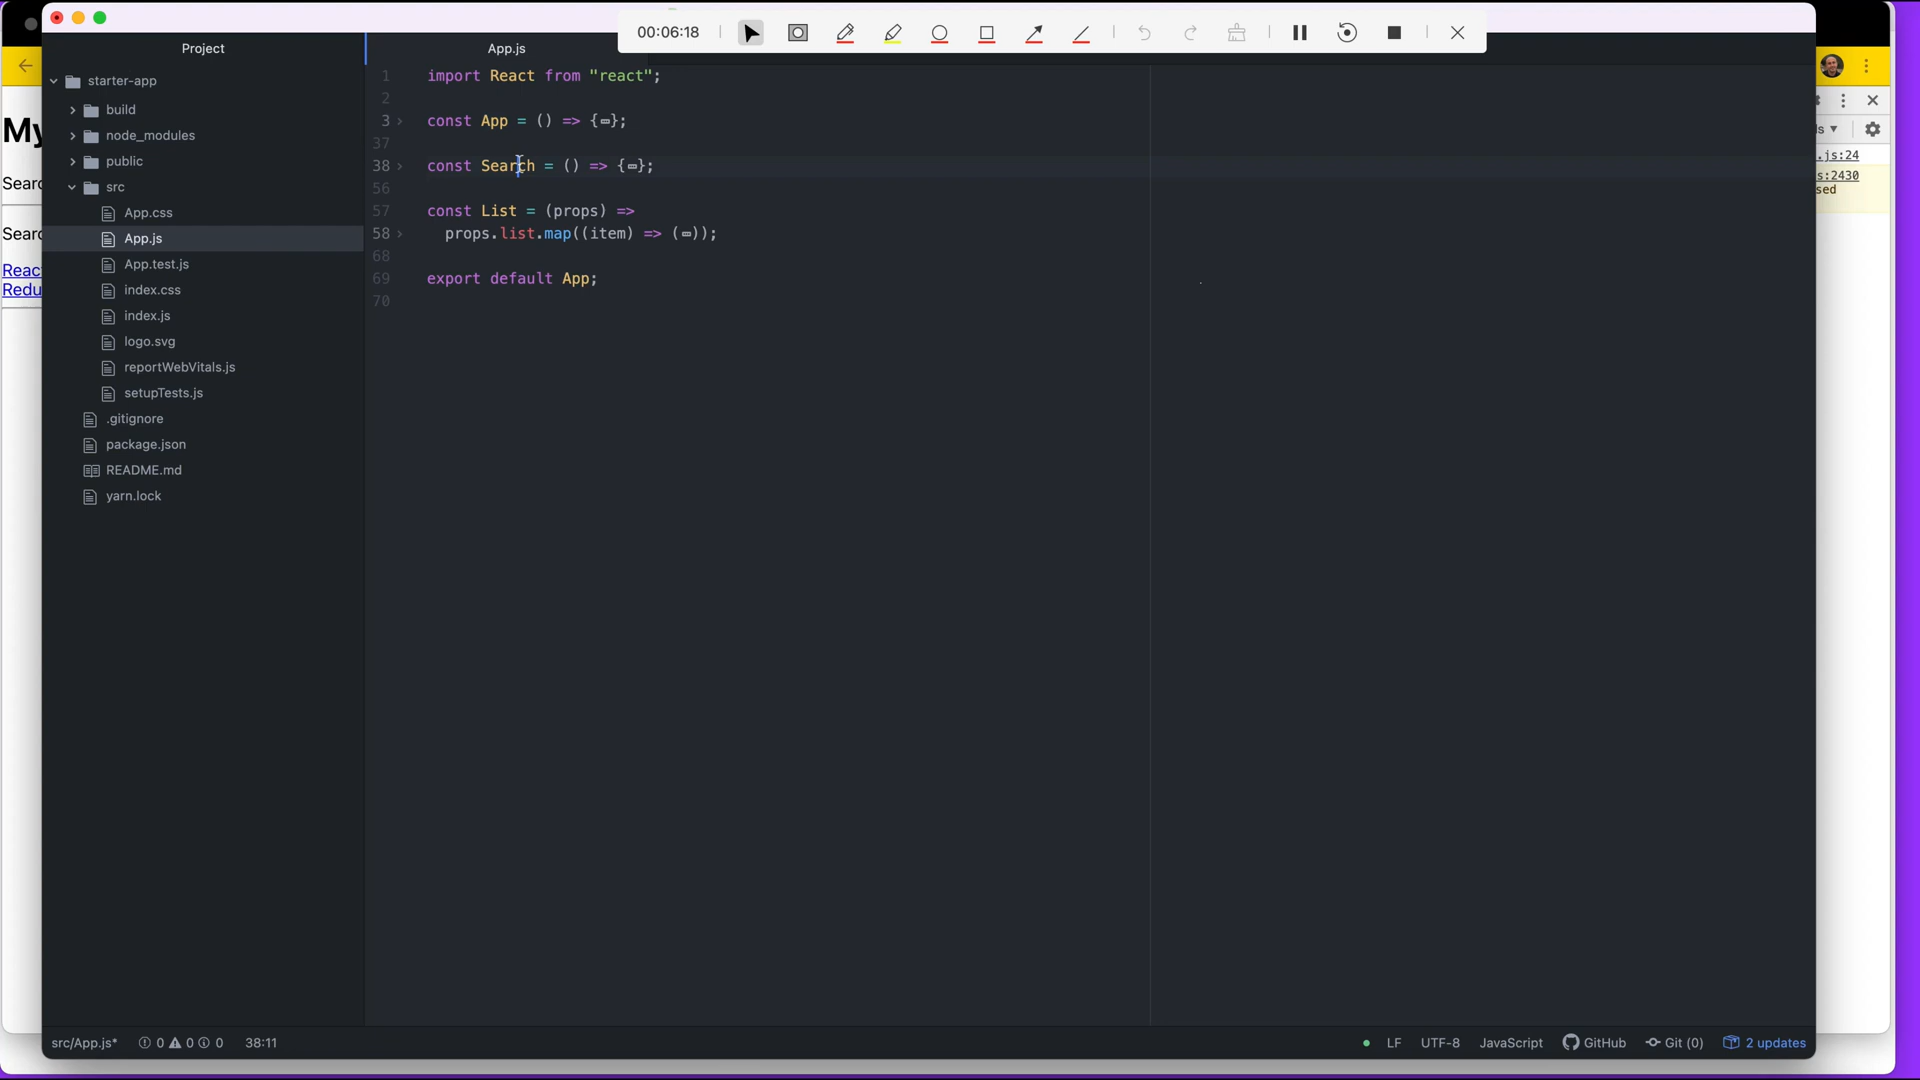 00:06:18
Project
App.js
starter-app
build
node_modules
public
src
App.css
App.js
App.test.js
index.css
index.js
logo.svg
reportWebVitals.js
setupTests.js
.gitignore
package.json
README.md
yarn.lock
1 import React from "react";
2
3 const App = () => {};
37
38 const Search = () => {};
56
57 const List = (props) =>
58 props.list.map((item) => ());
68
69 export default App;
70
My
Searc
Searc
Reac
Redu
ls
.js:24
s:2430
sed
src/App.js* 0 0 0 38:11
LF UTF-8 JavaScript GitHub Git (0) 2 updates